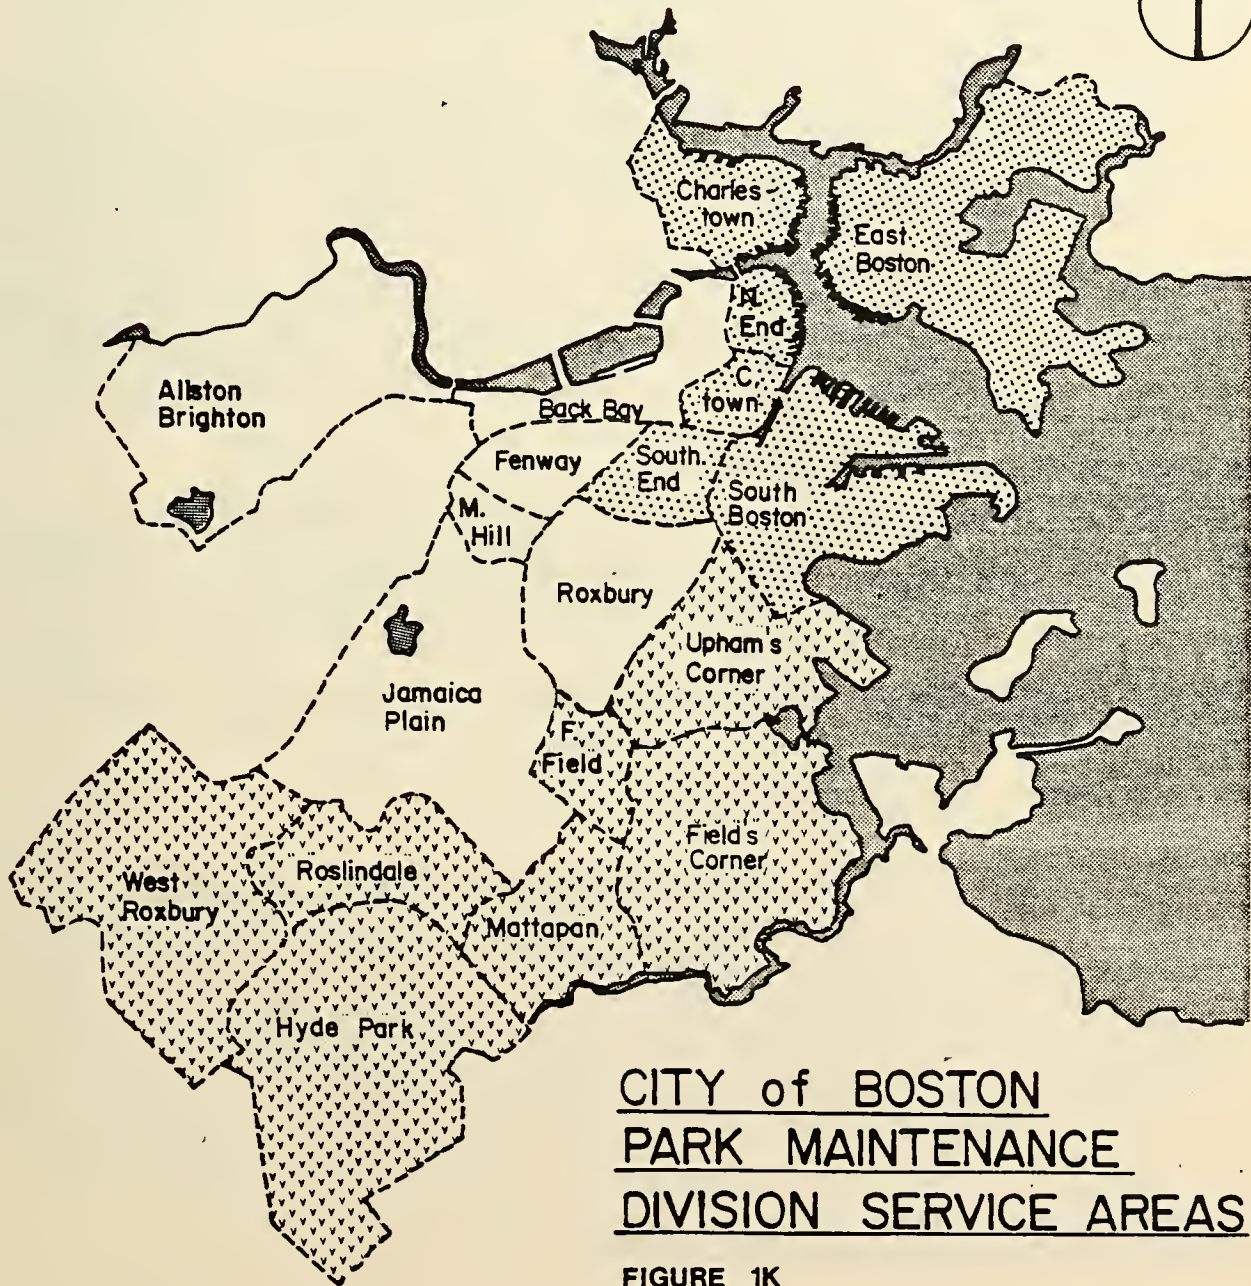 Charles
town
East
Boston
N.
End
Allston
Brighton
C.
town
Back Bay
Fenway
South
End
M.
Hill
South
Boston
Roxbury
Upham's
Corner
Jamaica
Plain
F.
Field
Field's
Corner
Roslindale
West
Roxbury
Mattapan
Hyde Park
CITY of BOSTON
PARK MAINTENANCE
DIVISION SERVICE AREAS
FIGURE 1K